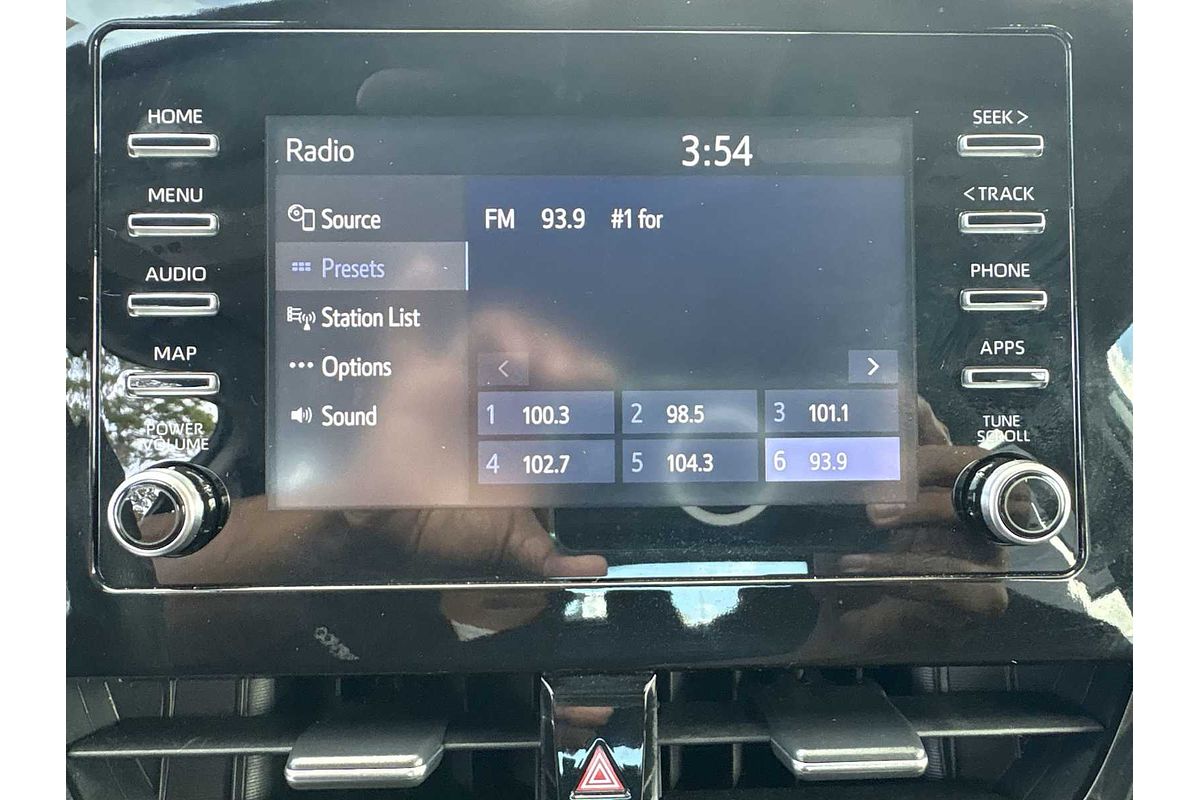 HOME
MENU
AUDIO
MAP
POWER
VOLUME
Radio 3:54
Source
Presets
Station List
Options
Sound
FM 93.9 #1 for
< >
1 100.3 2 98.5 3 101.1
4 102.7 5 104.3 6 93.9
SEEK >
< TRACK
PHONE
APPS
TUNE
SCROLL